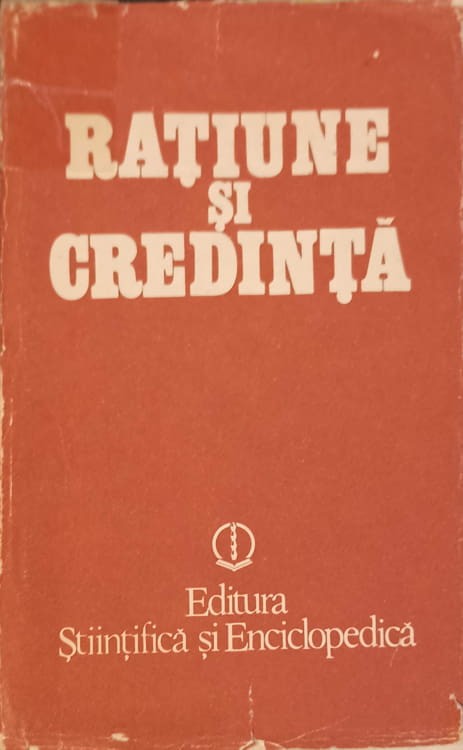 RAȚIUNE
ȘI
CREDINȚĂ
Editura
Științifică și Enciclopedică